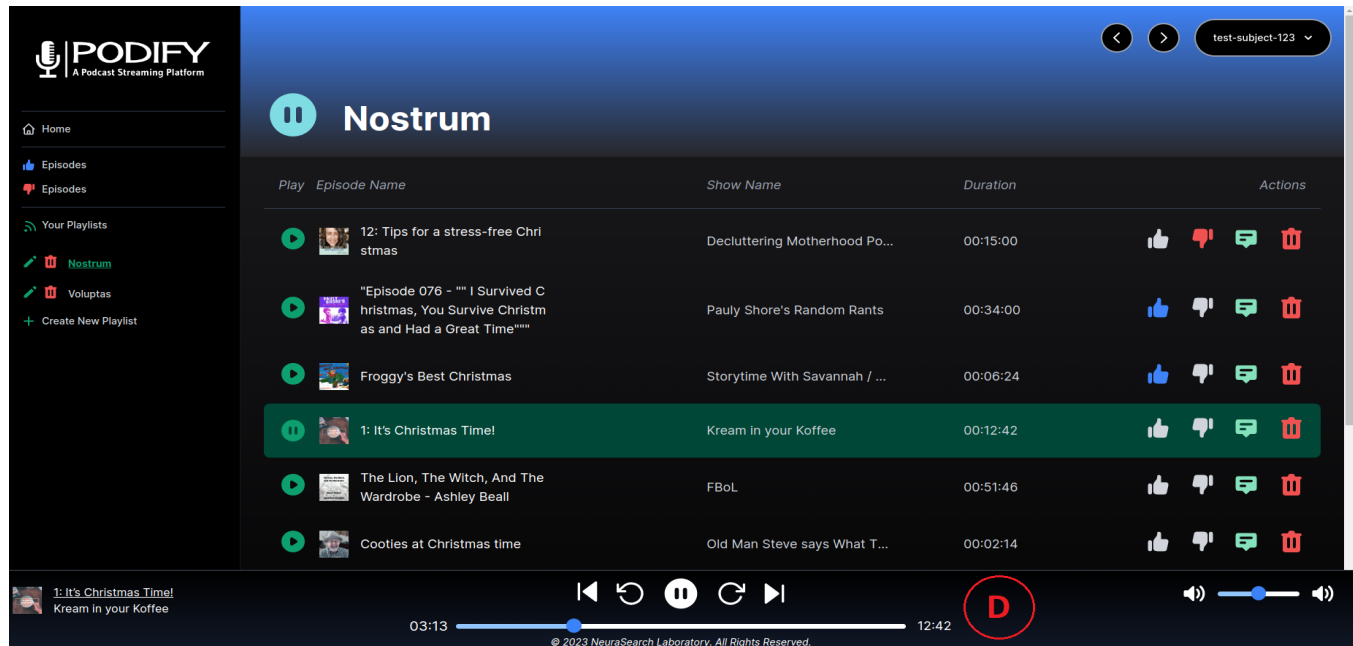 PODIFY
A Podcast Streaming Platform
test-subject-123
Home
Episodes
Episodes
Your Playlists
Nostrum
Voluptas
Create New Playlist
Nostrum
Play Episode Name Show Name Duration Actions
12: Tips for a stress-free Chri
stmas
Decluttering Motherhood Po...
00:15:00
"Episode 076 - "" I Survived C
hristmas, You Survive Christm
as and Had a Great Time"""
Pauly Shore's Random Rants
00:34:00
Froggy's Best Christmas
Storytime With Savannah / ...
00:06:24
1: It's Christmas Time!
Kream in your Koffee
00:12:42
The Lion, The Witch, And The
Wardrobe - Ashley Beall
FBoL
00:51:46
Cooties at Christmas time
Old Man Steve says What T...
00:02:14
1: It's Christmas Time!
Kream in your Koffee
03:13
12:42
D
© 2023 NeuraSearch Laboratory. All Rights Reserved.